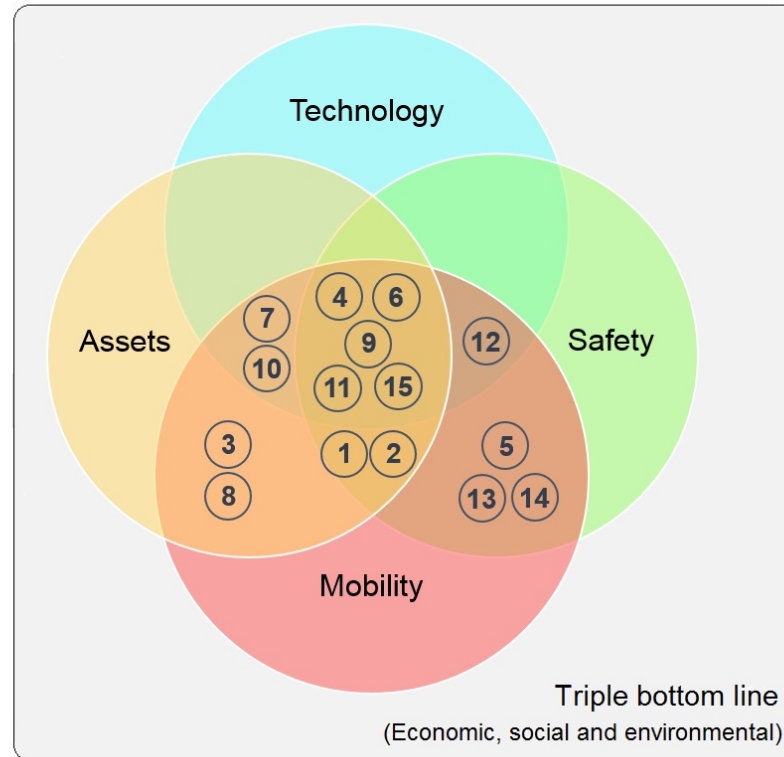 Technology
4
6
7
9
12
Assets
Safety
10
11
15
3
1
2
5
8
13
14
Mobility
Triple bottom line
(Economic, social and environmental)